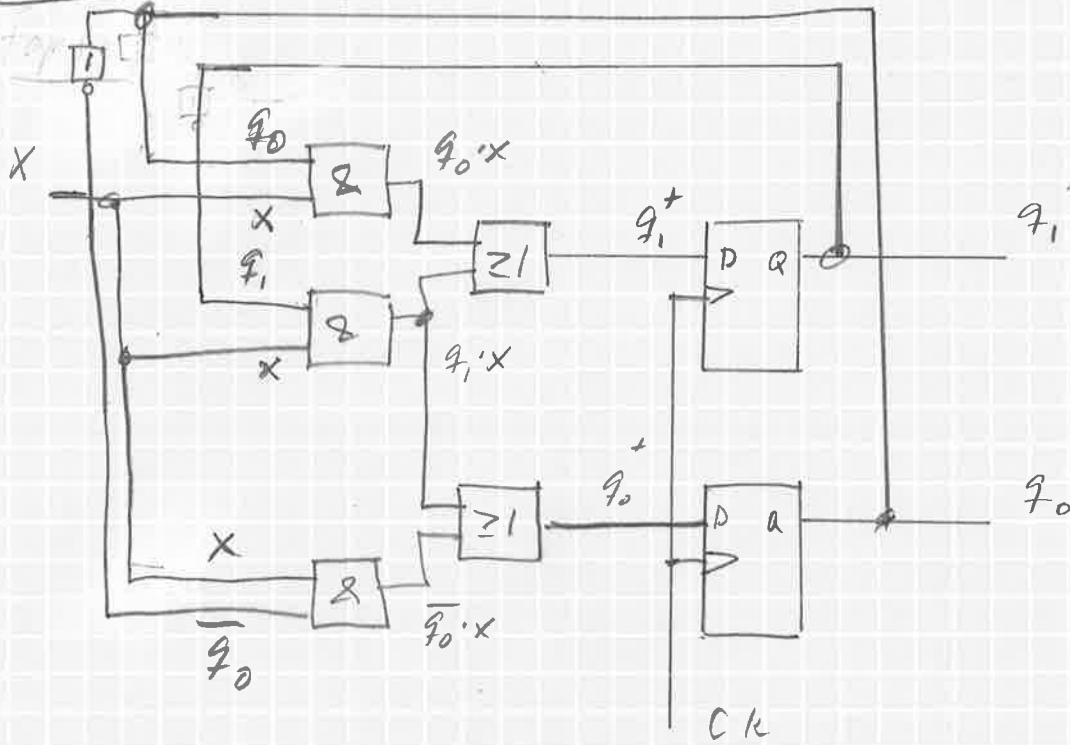 1
X
q₀
&
q₀·x
x
q₁
&
q₁·x
x
≥1
q₁⁺
D Q
q₁
X
&
q̅₀
q̅₀·x
≥1
q₀⁺
D Q
q₀
Ck